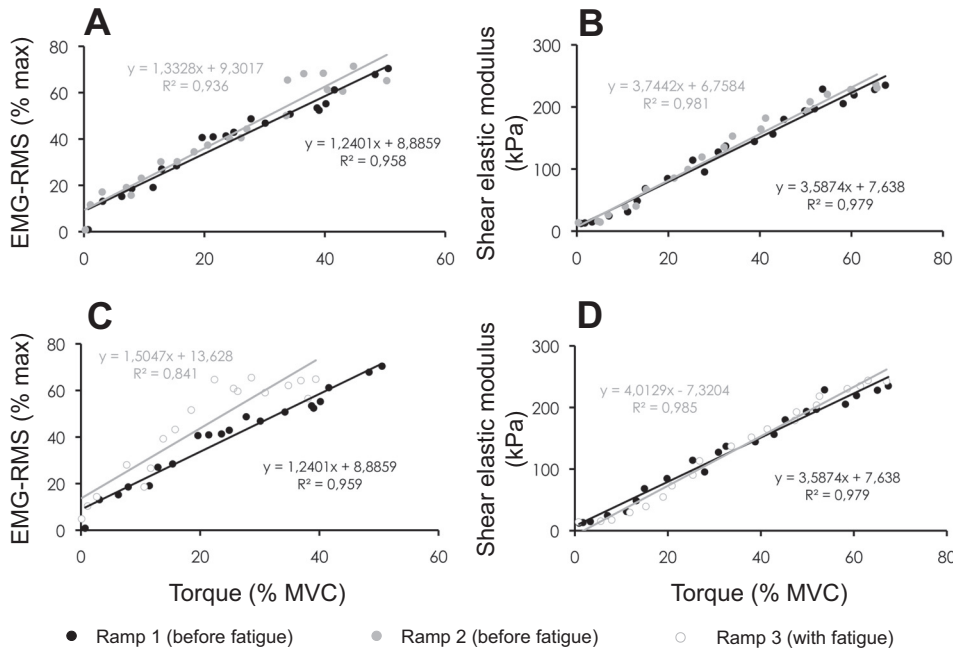 A
EMG-RMS (% max)
80
60
40
20
0
0
20
40
60
y = 1,3328x + 9,3017
R² = 0,936
y = 1,2401x + 8,8859
R² = 0,958
B
Shear elastic modulus
(kPa)
300
200
100
0
0
20
40
60
80
3,7442x + 6,7584
R² = 0,981
y = 3,5874x + 7,638
R² = 0,979
C
EMG-RMS (% max)
80
60
40
20
0
0
20
40
60
y = 1,5047x + 13,628
R² = 0,841
y = 1,2401x + 8,8859
R² = 0,959
Torque (% MVC)
D
Shear elastic modulus
(kPa)
300
200
100
0
0
20
40
60
80
y = 4,0129x - 7,3204
R² = 0,985
y = 3,5874x + 7,638
R² = 0,979
Torque (% MVC)
Ramp 1 (before fatigue) Ramp 2 (before fatigue) Ramp 3 (with fatigue)